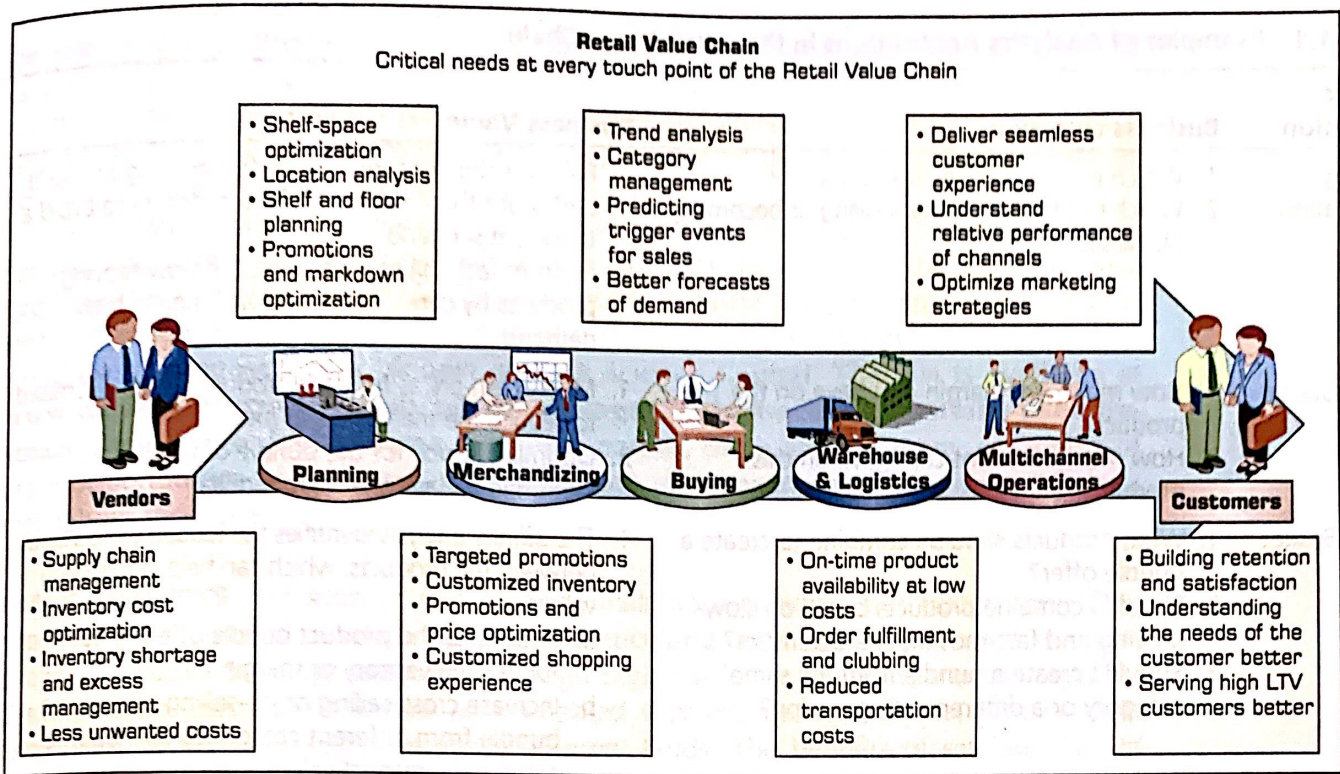 Retail Value Chain
Critical needs at every touch point of the Retail Value Chain
• Shelf-space
optimization
• Location analysis
• Shelf and floor
planning
• Promotions
and markdown
optimization
• Trend analysis
• Category
management
• Predicting
trigger events
for sales
• Better forecasts
of demand
• Deliver seamless
customer
experience
• Understand
relative performance
of channels
• Optimize marketing
strategies
Vendors
Planning
Merchandizing
Buying
Warehouse
& Logistics
Multichannel
Operations
Customers
• Supply chain
management
• Inventory cost
optimization
• Inventory shortage
and excess
management
• Less unwanted costs
• Targeted promotions
• Customized inventory
• Promotions and
price optimization
• Customized shopping
experience
• On-time product
availability at low
costs
• Order fulfillment
and clubbing
• Reduced
transportation
costs
• Building retention
and satisfaction
• Understanding
the needs of the
customer better
• Serving high LTV
customers better